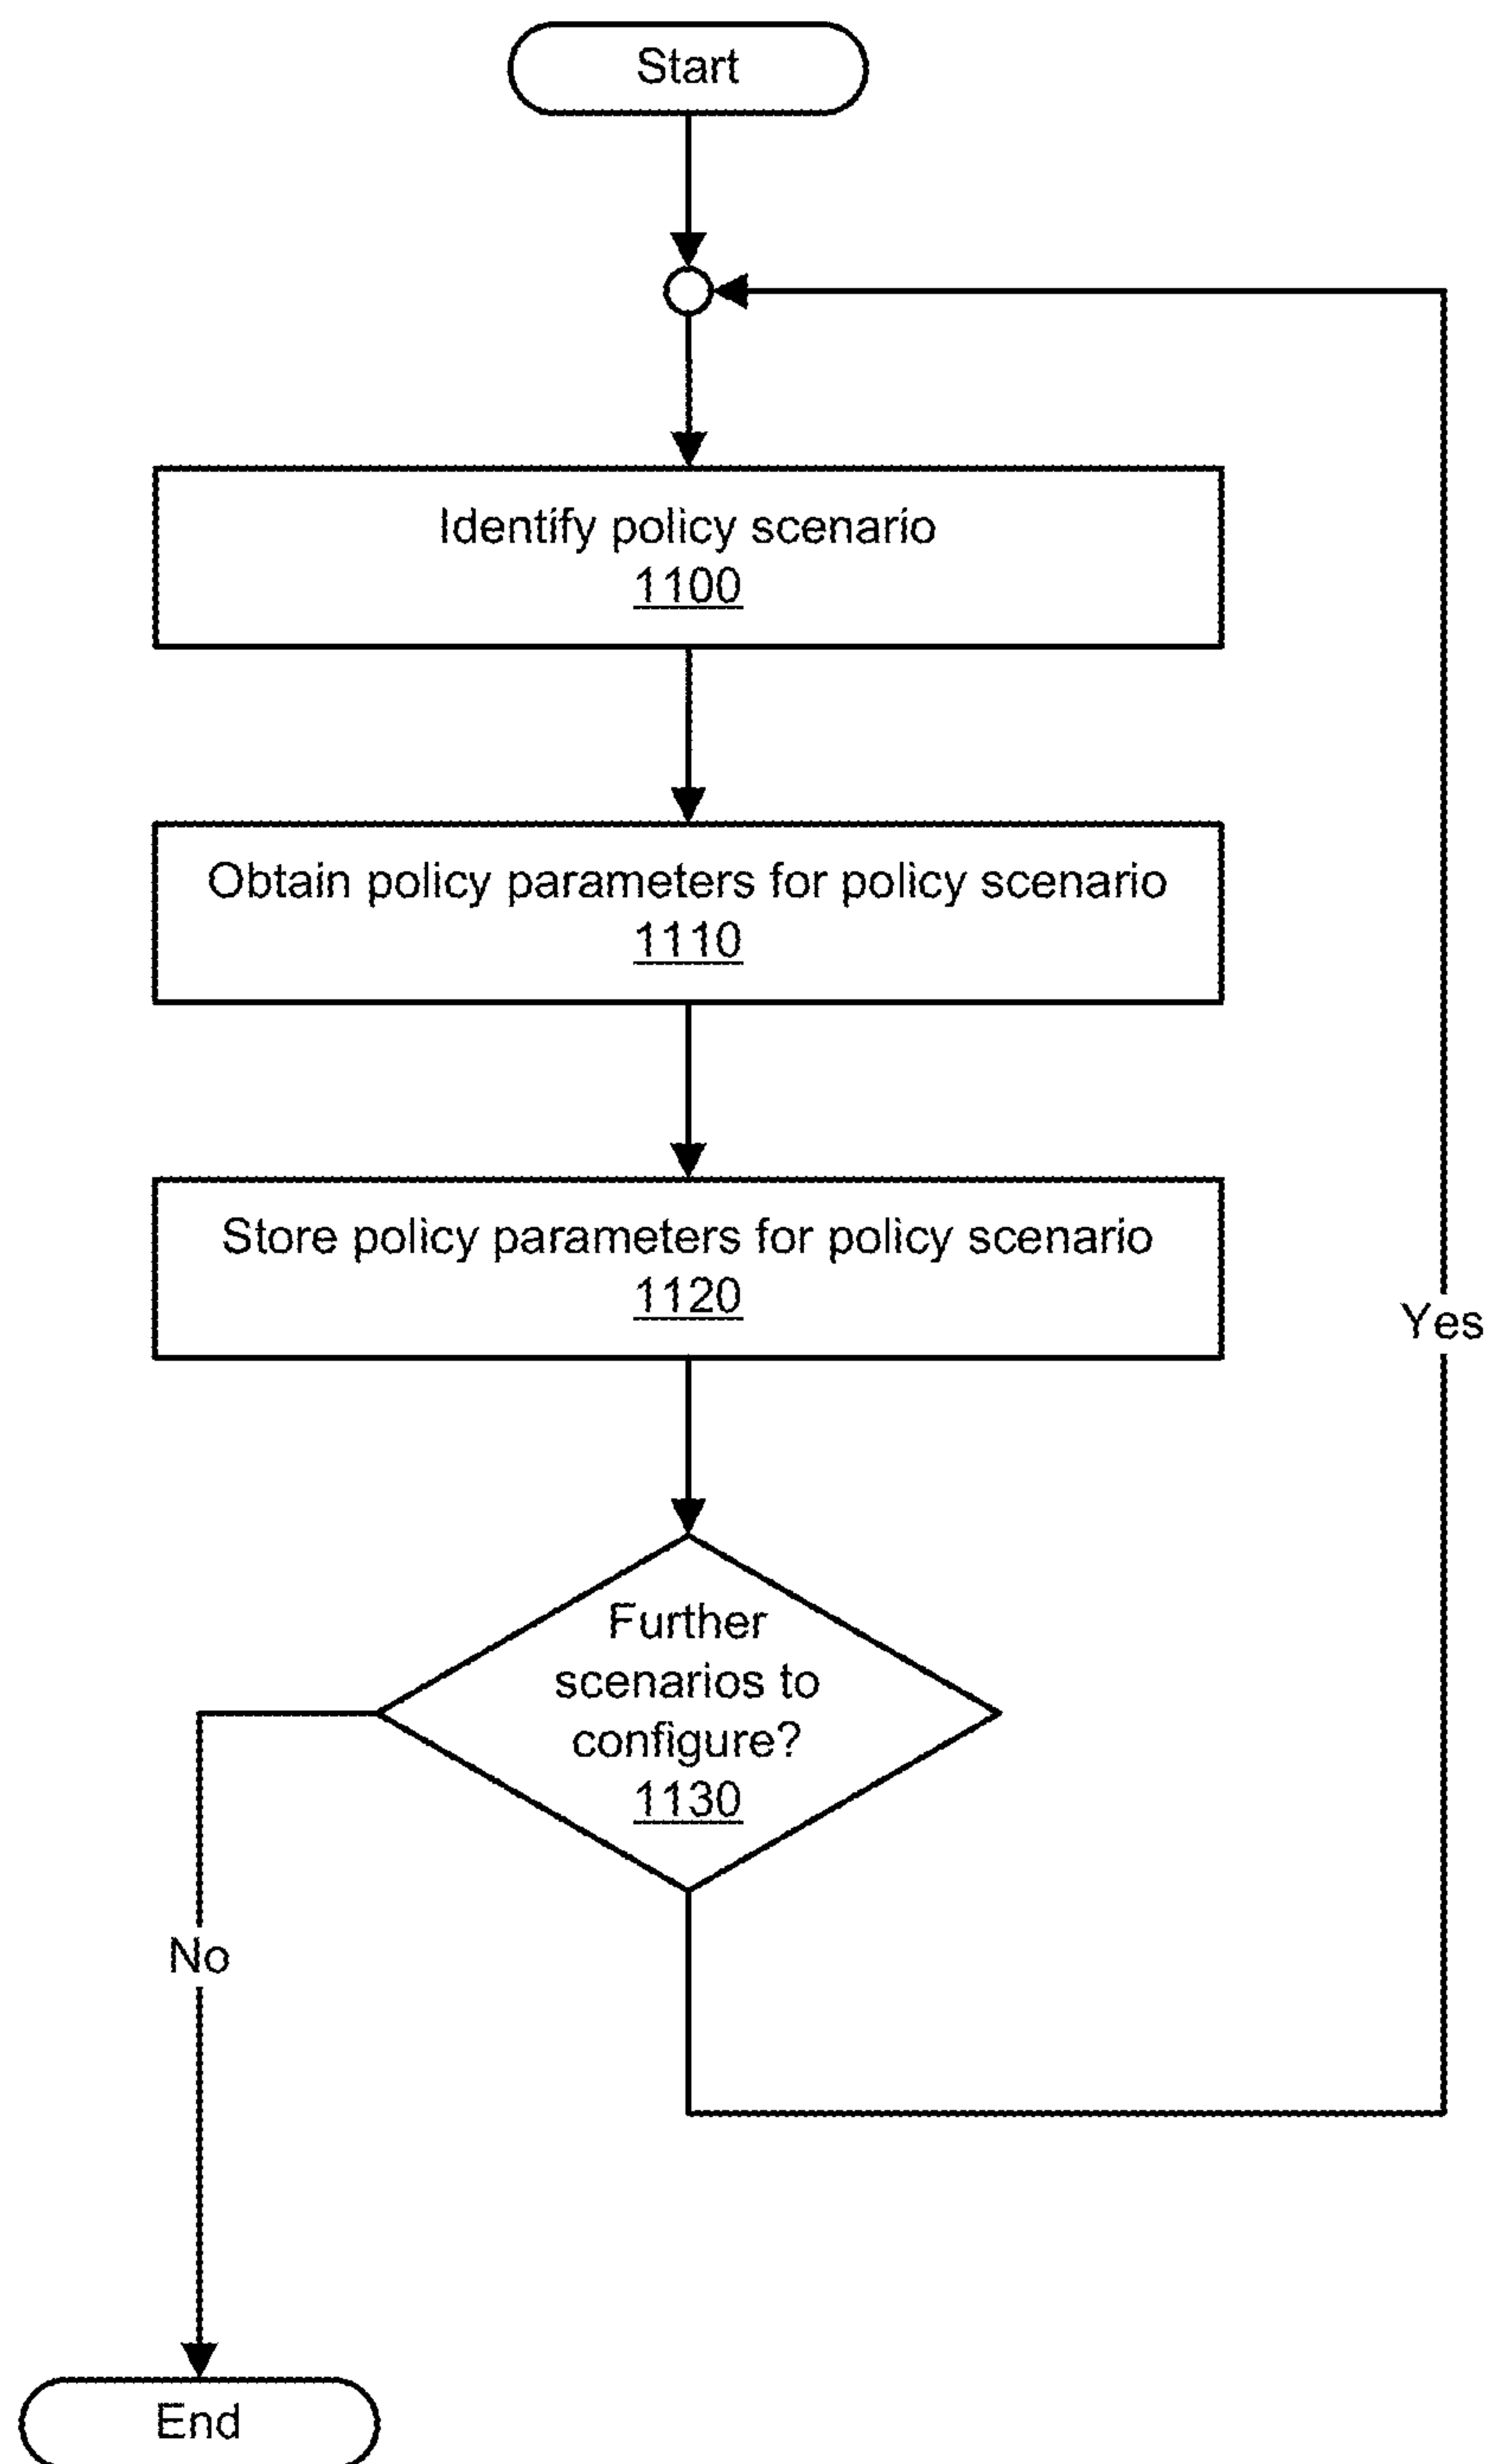 Start
Identify policy scenario
1100
Obtain policy parameters for policy scenario
1110
Store policy parameters for policy scenario
1120
Yes
Further
scenarios to
configure?
1130
No
End